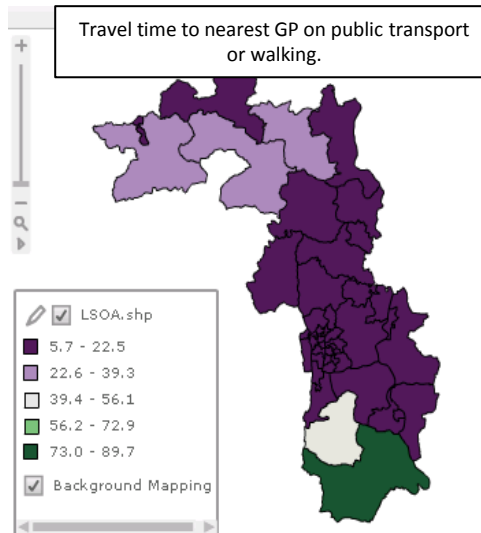 Travel time to nearest GP on public transport
or walking.
LSOA.shp
5.7 - 22.5
22.6 - 39.3
39.4 - 56.1
56.2 - 72.9
73.0 - 89.7
Background Mapping